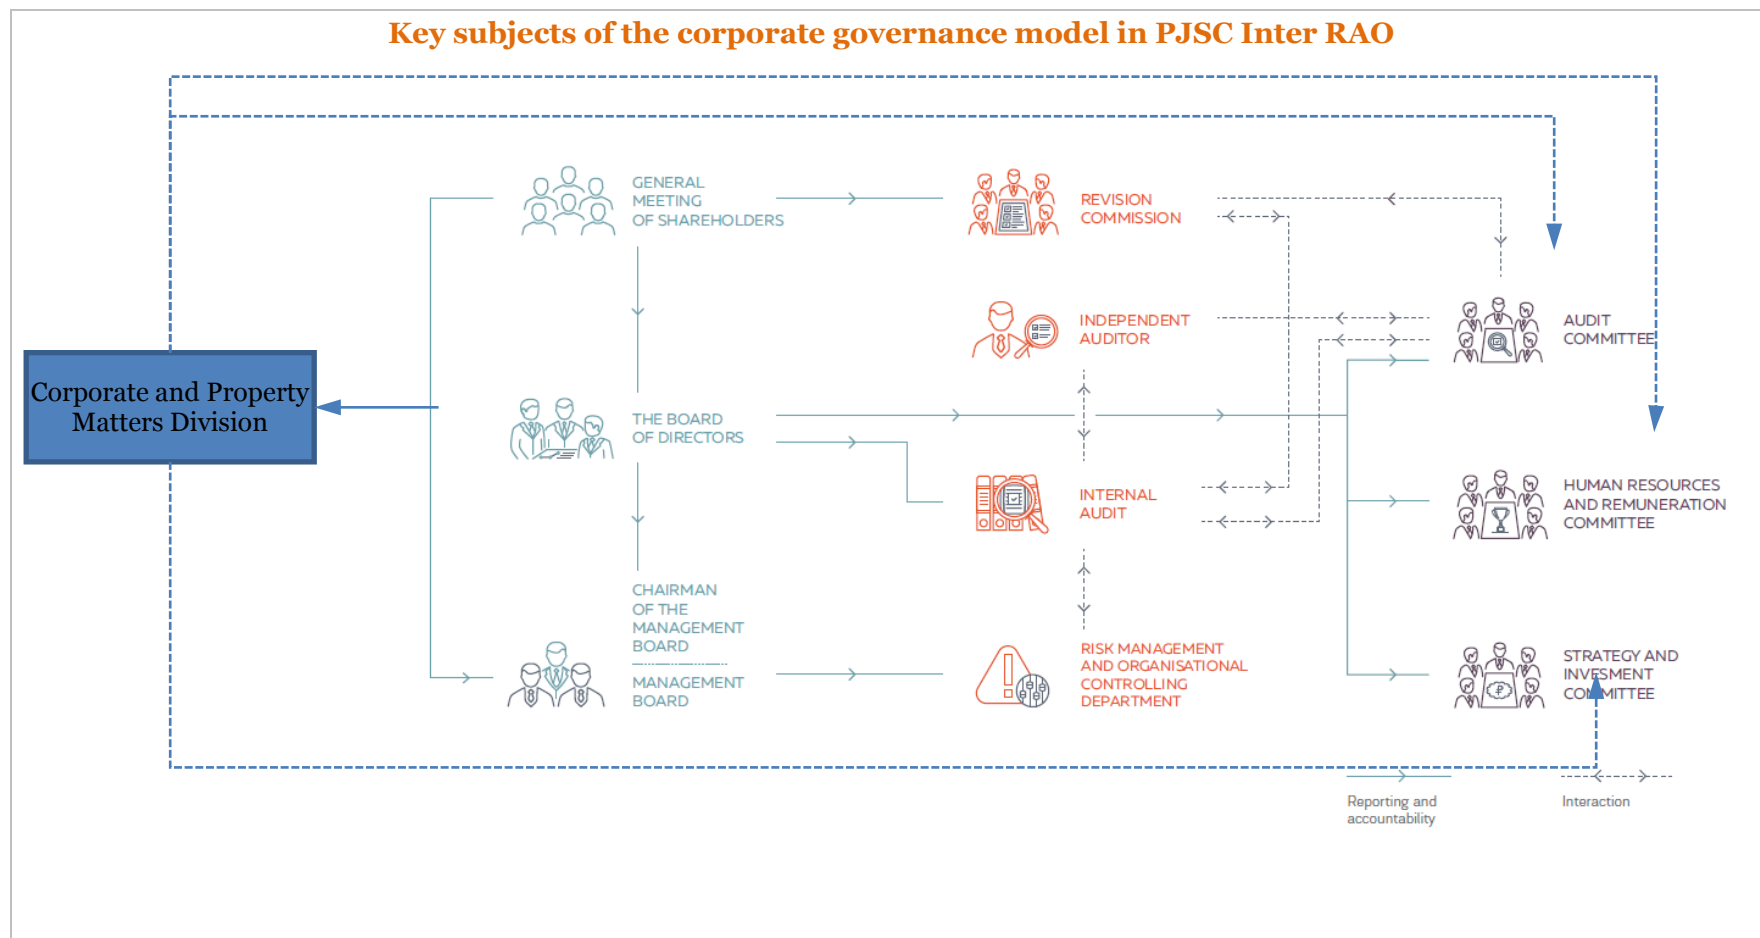 Key subjects of the corporate governance model in PJSC Inter RAO
GENERAL
MEETING
OF SHAREHOLDERS
REVISION
COMMISSION
INDEPENDENT
AUDITOR
AUDIT
COMMITTEE
Corporate and Property
Matters Division
THE BOARD
OF DIRECTORS
INTERNAL
AUDIT
HUMAN RESOURCES
AND REMUNERATION
COMMITTEE
CHAIRMAN
OF THE
MANAGEMENT
BOARD
MANAGEMENT
BOARD
RISK MANAGEMENT
AND ORGANISATIONAL
CONTROLLING
DEPARTMENT
STRATEGY AND
INVESMENT
COMMITTEE
Reporting and
accountability
Interaction